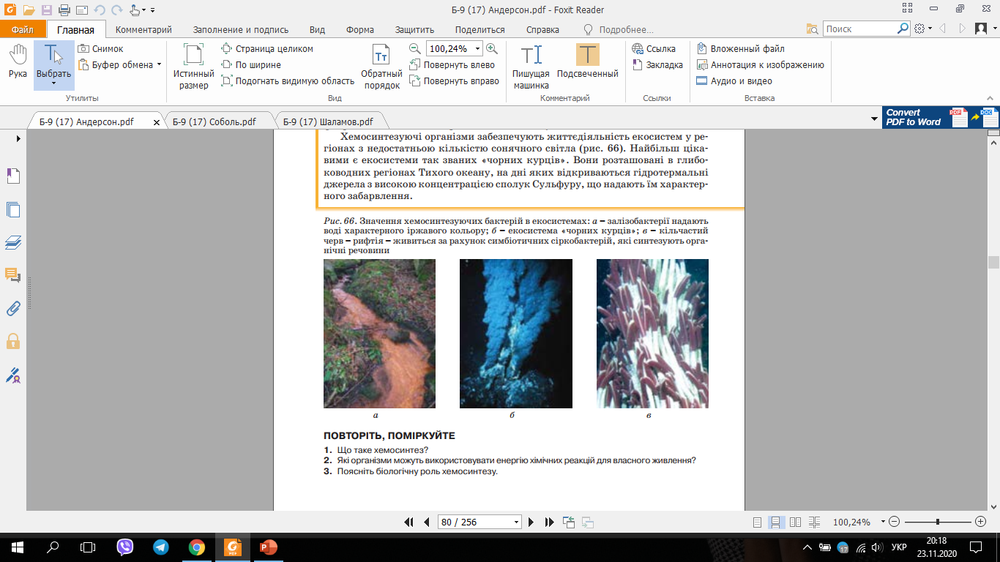 Б-9 (17) Андерсон.pdf - Foxit Reader
Файл Главная Комментарий Заполнение и подпись Вид Форма Защитить Поделиться Справка Подробнее... Поиск
Рука
Выбрать
Снимок
Буфер обмена
Утилиты
Истинный размер
Страница целиком
По ширине
Подогнать видимую область
Обратный порядок
100,24%
Повернуть влево
Повернуть вправо
Вид
Пишущая машинка
Подсвеченный
Комментарий
Ссылка
Закладка
Ссылки
Вложенный файл
Аннотация к изображению
Аудио и видео
Вставка
Б-9 (17) Андерсон.pdf Б-9 (17) Соболь.pdf Б-9 (17) Шаламов.pdf
Convert
PDF to Word
PDF
DOC
Хемосинтезуючі організми забезпечують життєдіяльність екосистем у ре-
гіонах з недостатньою кількістю сонячного світла (рис. 66). Найбільш ціка-
вими є екосистеми так званих «чорних курців». Вони розташовані в глибо-
ководних регіонах Тихого океану, на дні яких відкриваються гідротермальні
джерела з високою концентрацією сполук Сульфуру, що надають їм характер-
ного забарвлення.
Рис. 66. Значення хемосинтезуючих бактерій в екосистемах: а – залізобактерії надають
воді характерного іржавого кольору; б – екосистема «чорних курців»; в – кільчастий
черв – рифтія – живиться за рахунок симбіотичних сіркобактерій, які синтезують орга-
нічні речовини
а б в
ПОВТОРІТЬ, ПОМІРКУЙТЕ
1. Що таке хемосинтез?
2. Які організми можуть використовувати енергію хімічних реакцій для власного живлення?
3. Поясніть біологічну роль хемосинтезу.
80 / 256
100,24%
PDF
17
УКР
20:18
23.11.2020